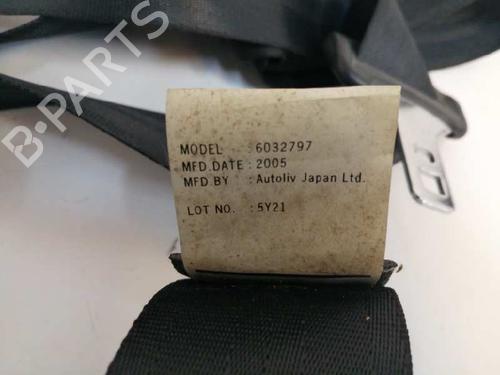 B-PARTS
MODEL :6032797
MFD.DATE :2005
MFD.BY :Autoliv Japan Ltd.
LOT NO. :5Y21